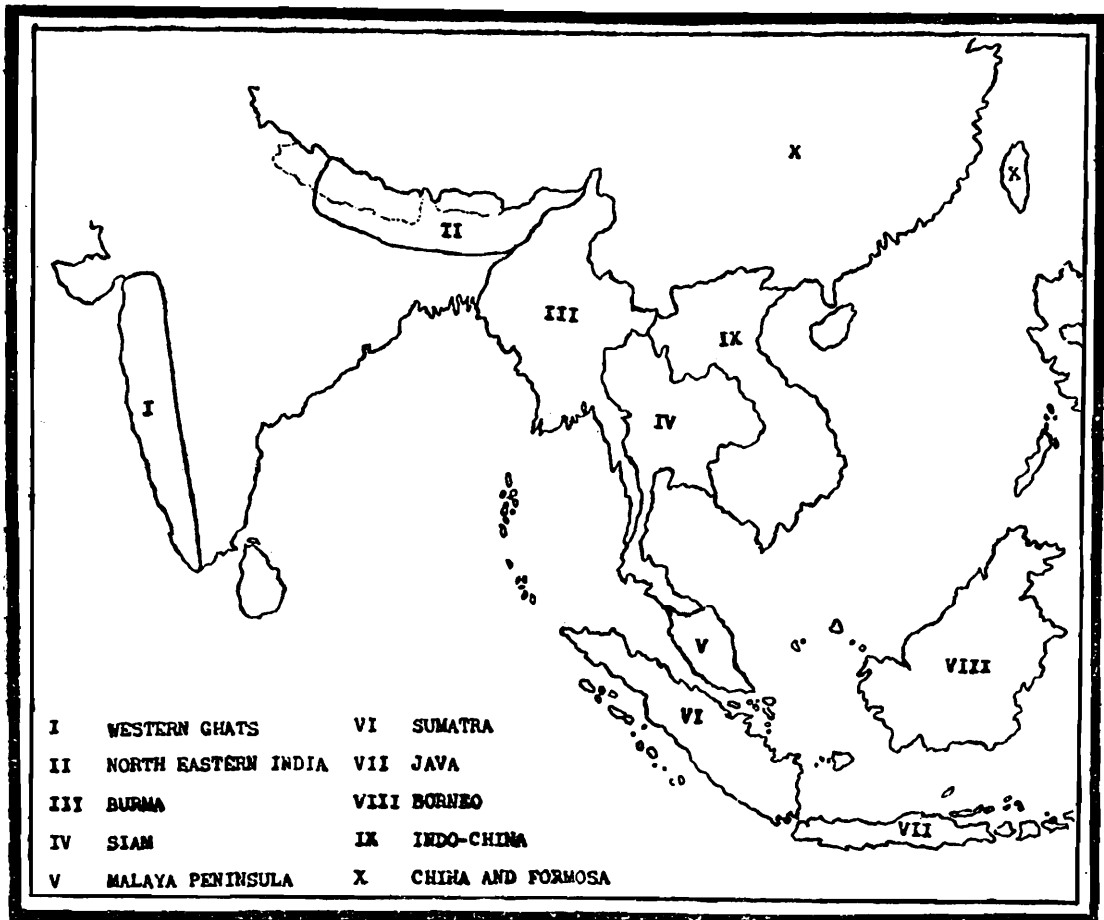 X
X
II
III
IX
I
IV
V
VIII
VI
VII
I WESTERN GHATS VI SUMATRA
II NORTH EASTERN INDIA VII JAVA
III BURMA VIII BORNEO
IV SIAM IX INDO-CHINA
V MALAYA PENINSULA X CHINA AND FORMOSA